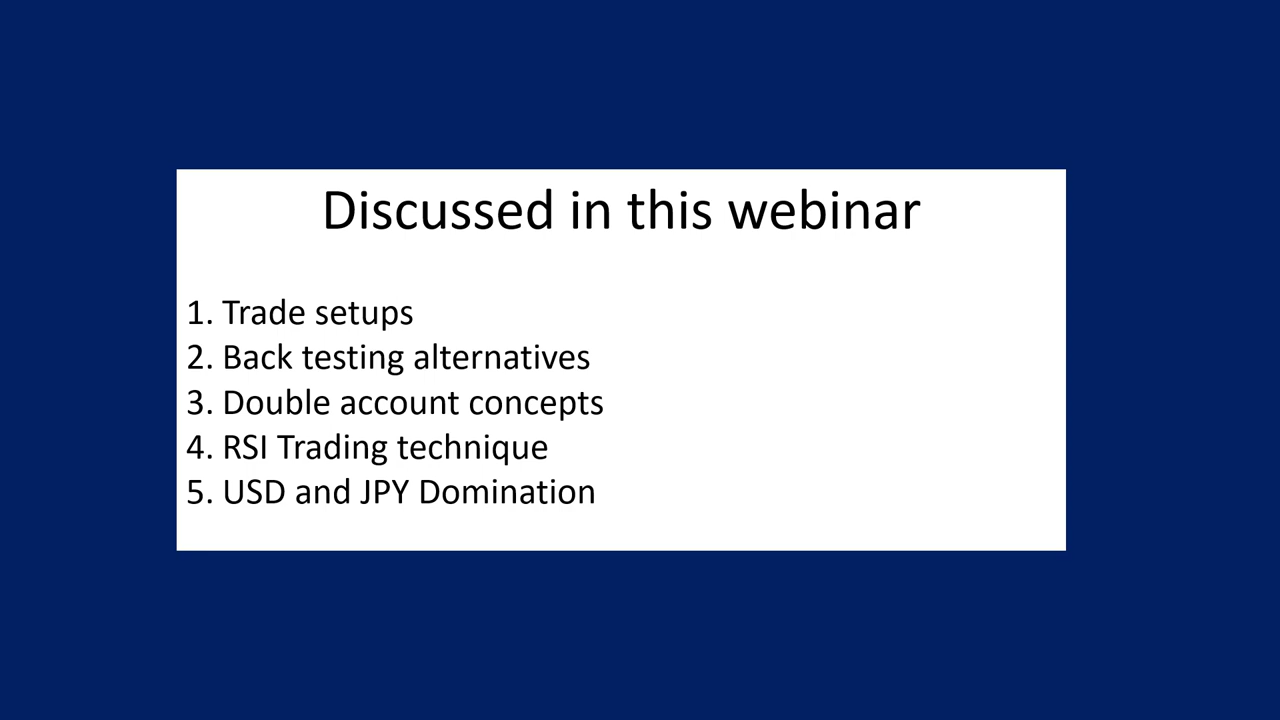 Discussed in this webinar
1. Trade setups
2. Back testing alternatives
3. Double account concepts
4. RSI Trading technique
5. USD and JPY Domination